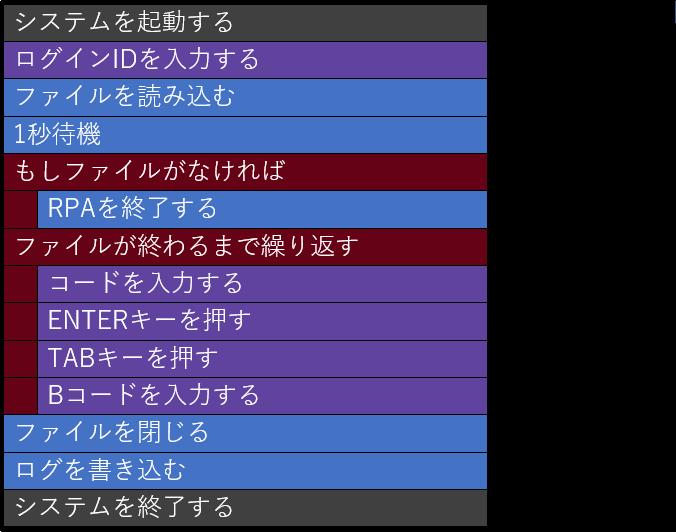 システムを起動する
ログインIDを入力する
ファイルを読み込む
1秒待機
もしファイルがなければ
RPAを終了する
ファイルが終わるまで繰り返す
コードを入力する
ENTERキーを押す
TABキーを押す
Bコードを入力する
ファイルを閉じる
ログを書き込む
システムを終了する